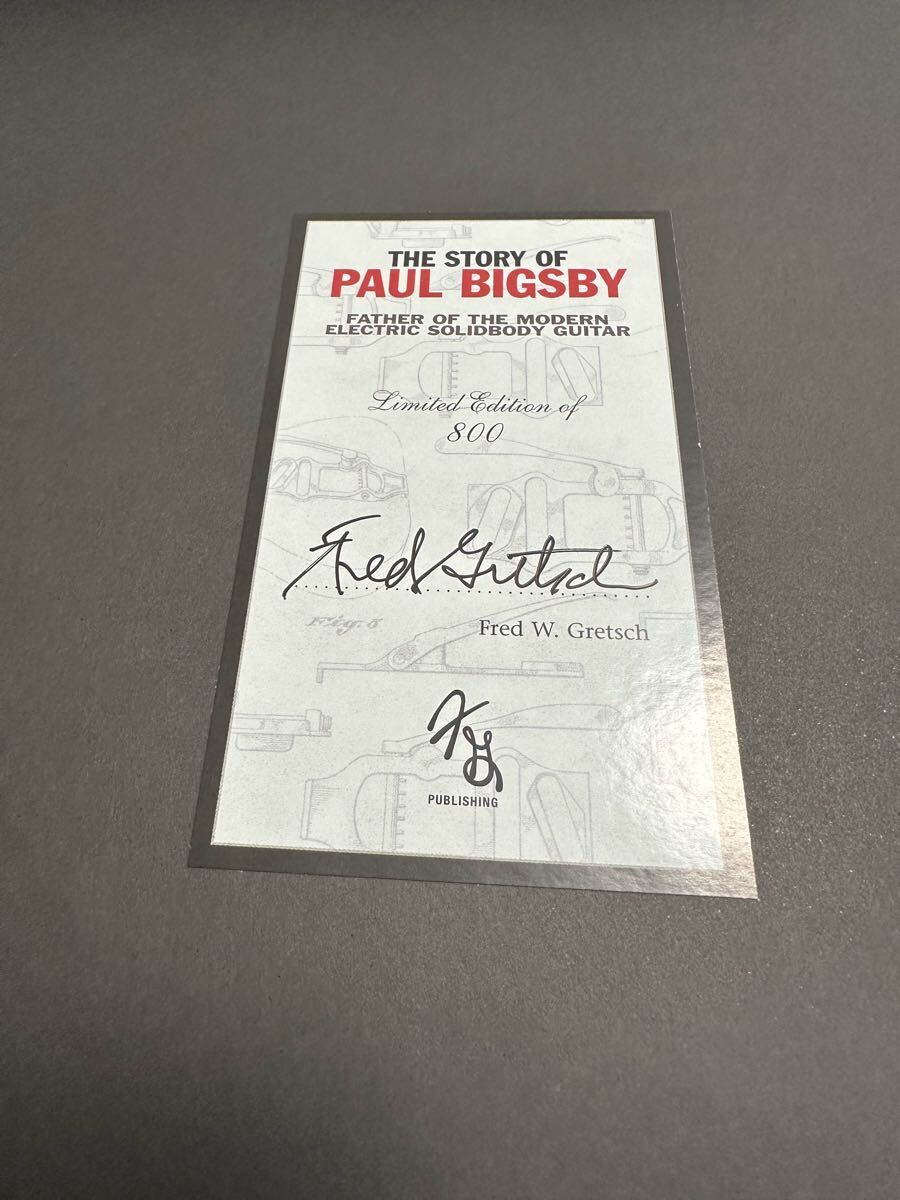 THE STORY OF
PAUL BIGSBY
FATHER OF THE MODERN
ELECTRIC SOLIDBODY GUITAR
Limited Edition of
800
Fred Gretsch
Fig. 6
Fred W. Gretsch
FG
PUBLISHING